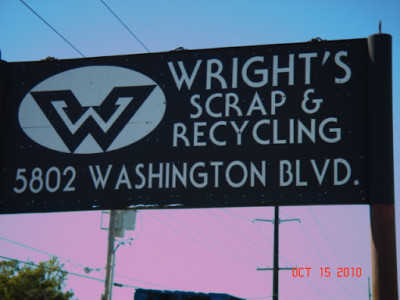 W
WRIGHT'S
SCRAP &
RECYCLING
5802 WASHINGTON BLVD.
OCT 15 2010